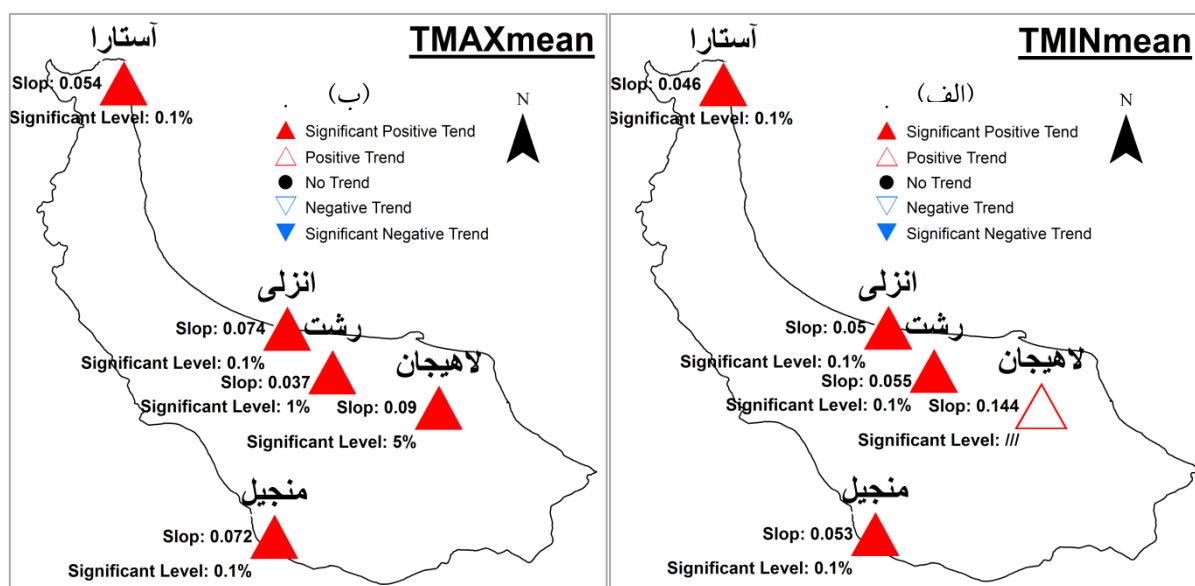 آستارا
TMAXmean
Slop: 0.054
(ب)
N
Significant Level: 0.1%
Significant Positive Tend
Positive Trend
No Trend
Negative Trend
Significant Negative Trend
انزلی
Slop: 0.074
رشت
Significant Level: 0.1%
لاهیجان
Slop: 0.037
Significant Level: 1%
Slop: 0.09
Significant Level: 5%
منجیل
Slop: 0.072
Significant Level: 0.1%
آستارا
TMINmean
Slop: 0.046
(الف)
N
Significant Level: 0.1%
Significant Positive Tend
Positive Trend
No Trend
Negative Trend
Significant Negative Trend
انزلی
Slop: 0.05
رشت
Significant Level: 0.1%
لاهیجان
Slop: 0.055
Significant Level: 0.1%
Slop: 0.144
Significant Level: ///
منجیل
Slop: 0.053
Significant Level: 0.1%